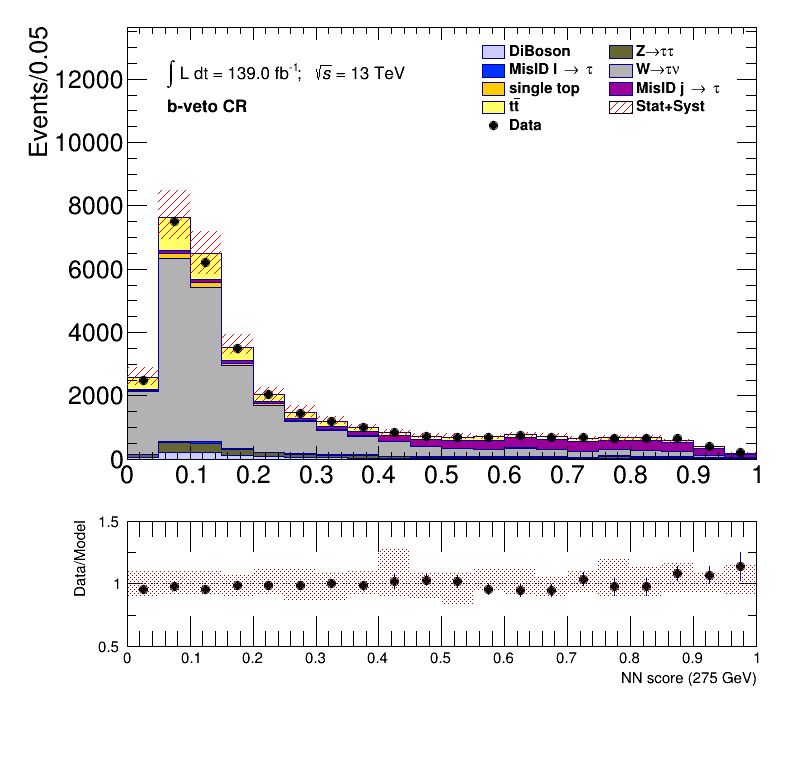 Events/0.05
12000
10000
8000
6000
4000
2000
0
∫ L dt = 139.0 fb⁻¹; √s = 13 TeV
b-veto CR
DiBoson
MisID l → τ
single top
tt̄
Data
Z→ττ
W→τν
MisID j → τ
Stat+Syst
0 0.1 0.2 0.3 0.4 0.5 0.6 0.7 0.8 0.9 1
Data/Model
1.5
1
0.5
0 0.1 0.2 0.3 0.4 0.5 0.6 0.7 0.8 0.9 1
NN score (275 GeV)